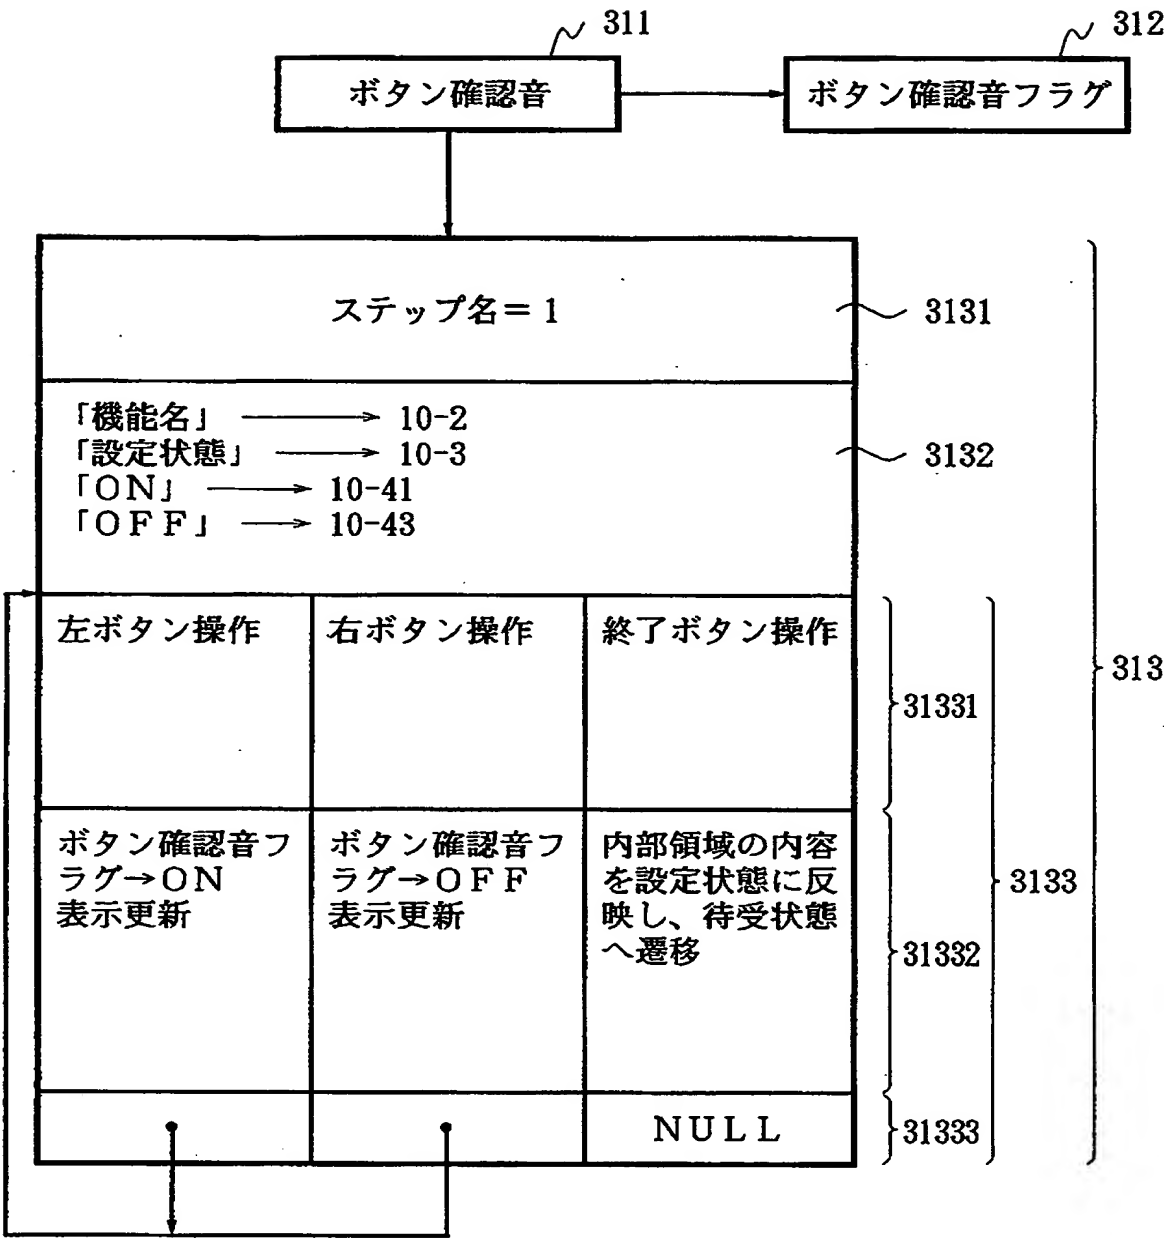 311
312
ボタン確認音
ボタン確認音フラグ
ステップ名=1
3131
「機能名」 → 10-2
「設定状態」 → 10-3
「ON」 → 10-41
「OFF」 → 10-43
3132
左ボタン操作
右ボタン操作
終了ボタン操作
313
31331
ボタン確認音フ
ラグ→ON
表示更新
ボタン確認音フ
ラグ→OFF
表示更新
内部領域の内容
を設定状態に反
映し、待受状態
へ遷移
3133
31332
NULL
31333